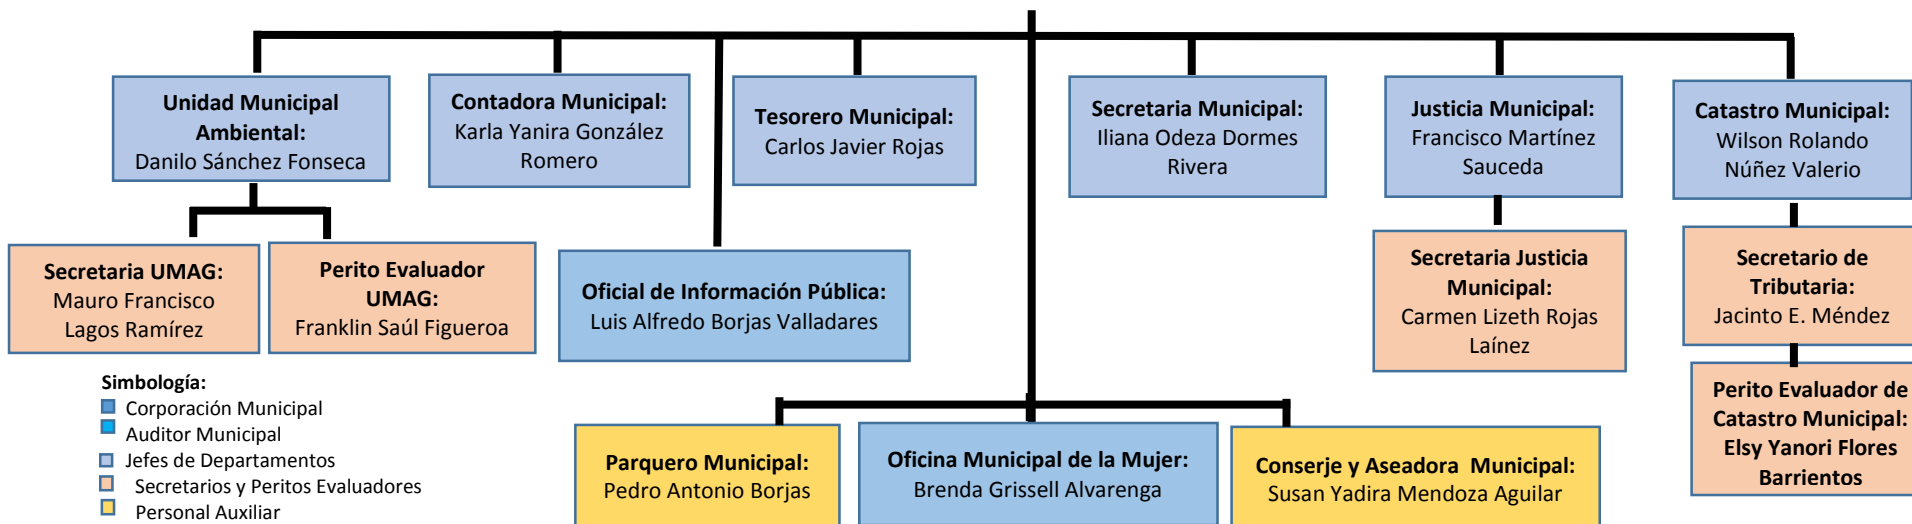 Unidad Municipal
Ambiental:
Danilo Sánchez Fonseca
Contadora Municipal:
Karla Yanira González
Romero
Tesorero Municipal:
Carlos Javier Rojas
Secretaria Municipal:
Iliana Odeza Dormes
Rivera
Justicia Municipal:
Francisco Martínez
Sauceda
Catastro Municipal:
Wilson Rolando
Núñez Valerio
Secretaria UMAG:
Mauro Francisco
Lagos Ramírez
Perito Evaluador
UMAG:
Franklin Saúl Figueroa
Oficial de Información Pública:
Luis Alfredo Borjas Valladares
Secretaria Justicia
Municipal:
Carmen Lizeth Rojas
Laínez
Secretario de
Tributaria:
Jacinto E. Méndez
Perito Evaluador de
Catastro Municipal:
Elsy Yanori Flores
Barrientos
Simbología:
Corporación Municipal
Auditor Municipal
Jefes de Departamentos
Secretarios y Peritos Evaluadores
Personal Auxiliar
Parquero Municipal:
Pedro Antonio Borjas
Oficina Municipal de la Mujer:
Brenda Grissell Alvarenga
Conserje y Aseadora  Municipal:
Susan Yadira Mendoza Aguilar